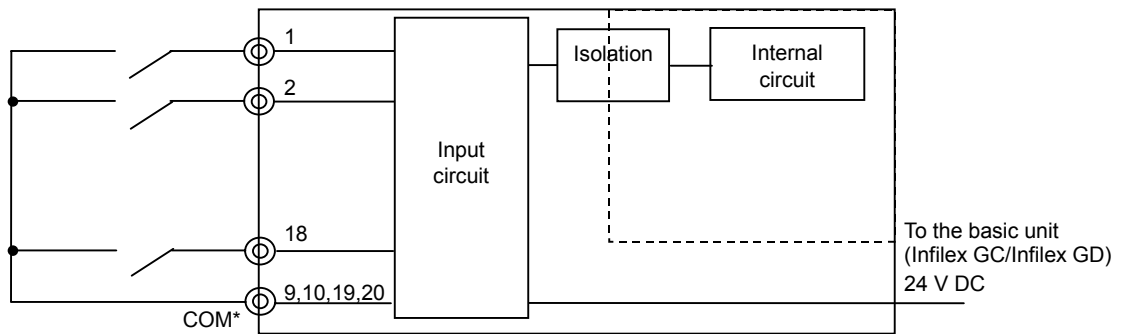 1
Isolation
Internal
circuit
2
Input
circuit
18
To the basic unit
(Infilex GC/Infilex GD)
9,10,19,20
24 V DC
COM*